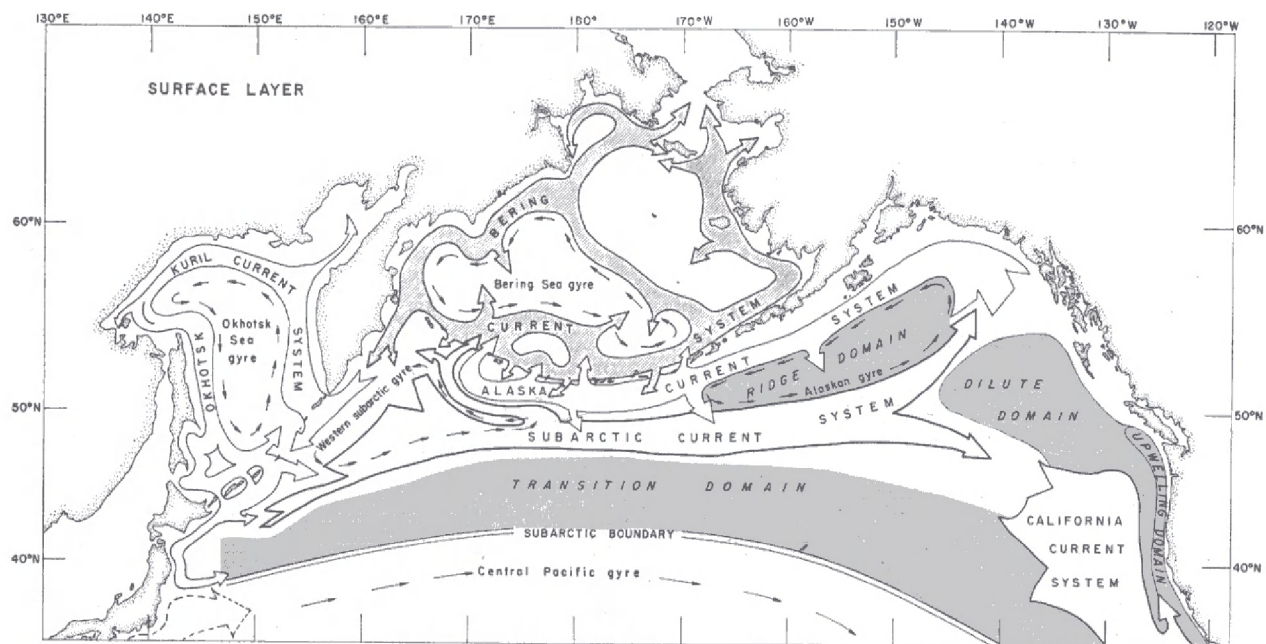 130°E 140°E 150°E 160°E 170°E 180° 170°W 160°W 150°W 140°W 130°W 120°W
SURFACE LAYER
60°N
60°N
BERING
KURIL CURRENT
Bering Sea gyre
SYSTEM
SYSTEM
CURRENT
Okhotsk
Sea
gyre
OKHOTSK
SYSTEM
RIDGE DOMAIN
CURRENT
Alaskan gyre
ALASKA
DILUTE
DOMAIN
Western subarctic gyre
SYSTEM
50°N
50°N
SUBARCTIC CURRENT
UPWELLING DOMAIN
TRANSITION DOMAIN
CALIFORNIA
CURRENT
SYSTEM
SUBARCTIC BOUNDARY
40°N
40°N
Central Pacific gyre